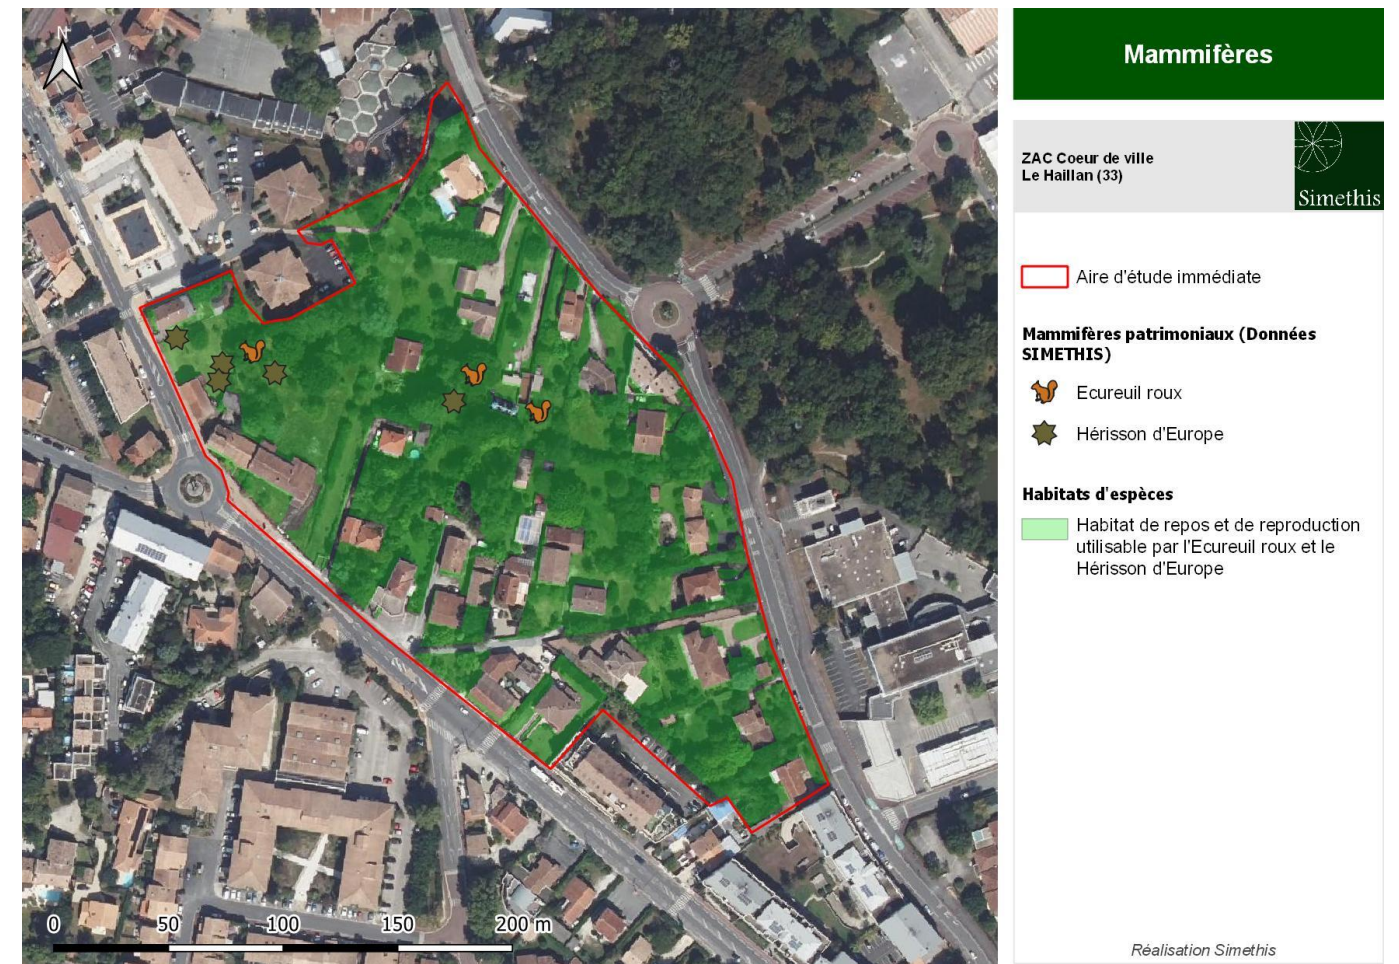 N
0 50 100 150 200 m
Mammifères
ZAC Coeur de ville
Le Haillan (33)
Simethis
Aire d'étude immédiate
Mammifères patrimoniaux (Données
SIMETHIS)
Ecureuil roux
Hérisson d'Europe
Habitats d'espèces
Habitat de repos et de reproduction
utilisable par l'Ecureuil roux et le
Hérisson d'Europe
Réalisation Simethis